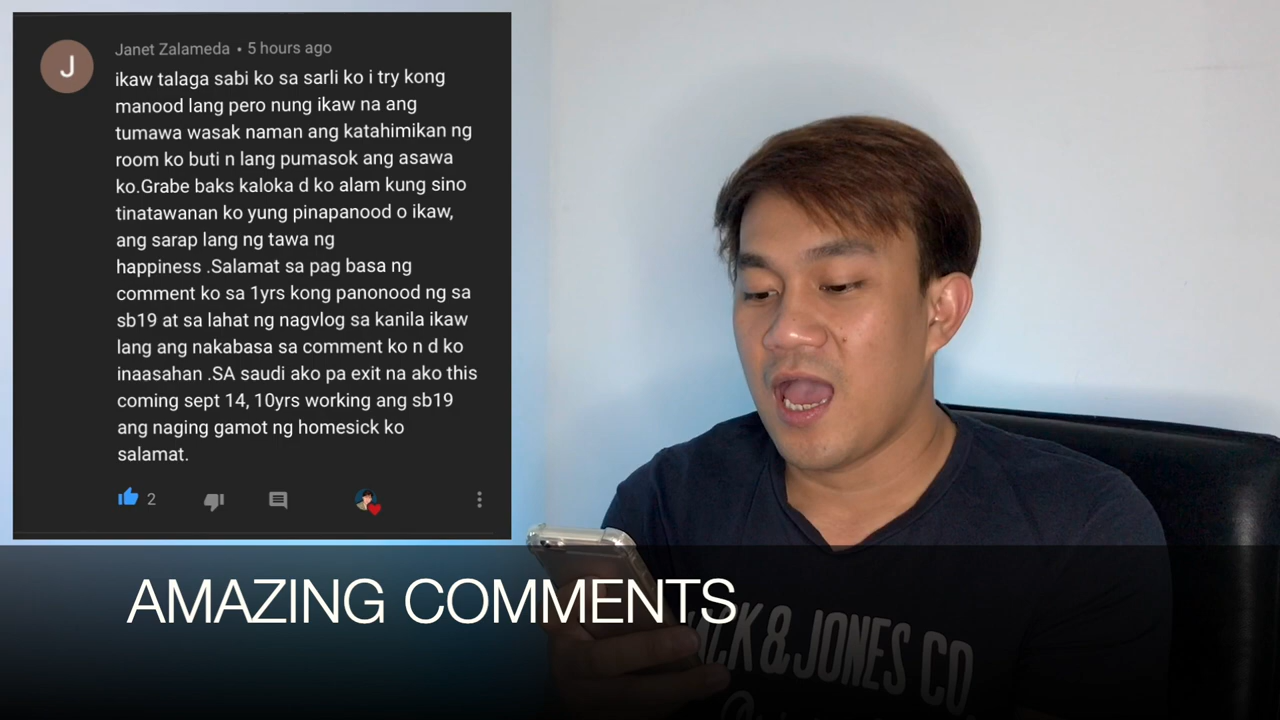 J
Janet Zalameda • 5 hours ago
ikaw talaga sabi ko sa sarli ko i try kong
manood lang pero nung ikaw na ang
tumawa wasak naman ang katahimikan ng
room ko buti n lang pumasok ang asawa
ko.Grabe baks kaloka d ko alam kung sino
tinatawanan ko yung pinapanood o ikaw,
ang sarap lang ng tawa ng
happiness .Salamat sa pag basa ng
comment ko sa 1yrs kong panonood ng sa
sb19 at sa lahat ng nagvlog sa kanila ikaw
lang ang nakabasa sa comment ko n d ko
inaasahan .SA saudi ako pa exit na ako this
coming sept 14, 10yrs working ang sb19
ang naging gamot ng homesick ko
salamat.
2
AMAZING COMMENTS
JACK&JONES CO